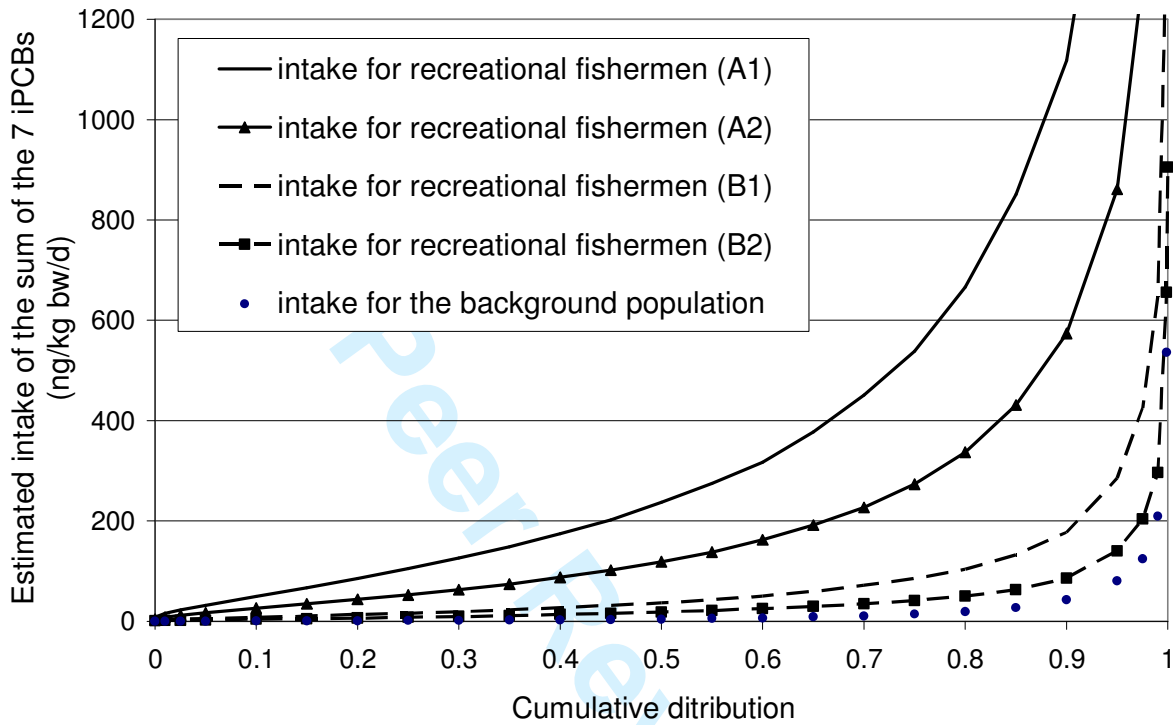 Estimated intake of the sum of the 7 iPCBs
(ng/kg bw/d)
1200
1000
800
600
400
200
0
intake for recreational fishermen (A1)
intake for recreational fishermen (A2)
intake for recreational fishermen (B1)
intake for recreational fishermen (B2)
intake for the background population
Peer Re
0 0.1 0.2 0.3 0.4 0.5 0.6 0.7 0.8 0.9 1
Cumulative ditribution